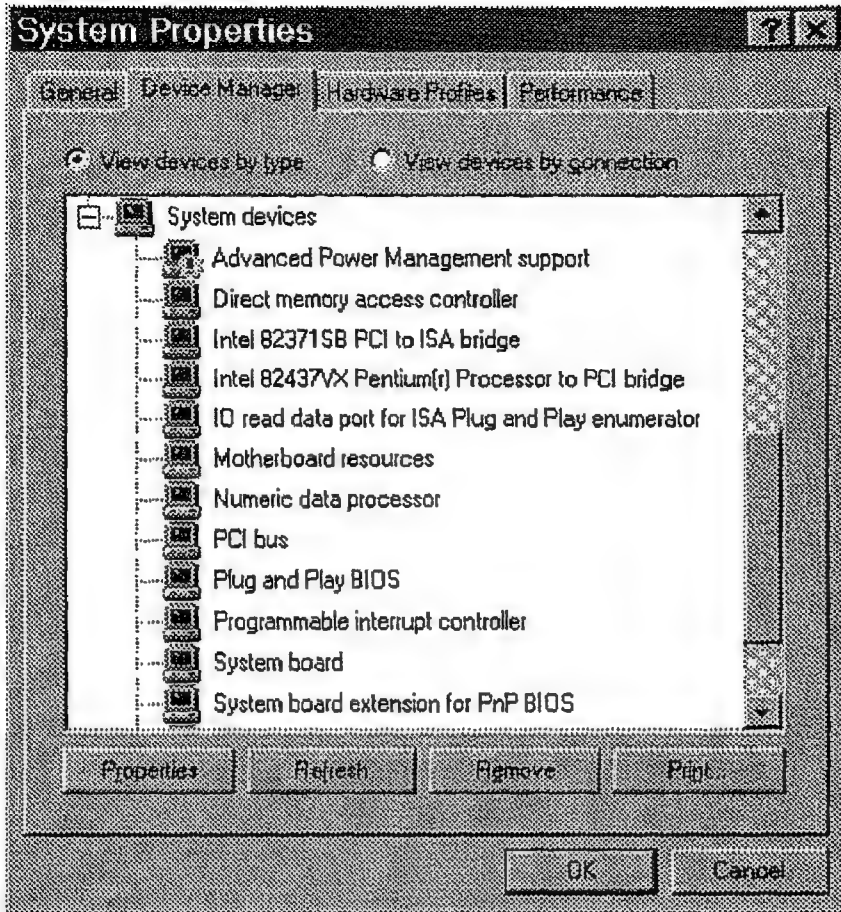 System Properties
General Device Manager Hardware Profiles Performance
View devices by type View devices by connection
System devices
Advanced Power Management support
Direct memory access controller
Intel 82371SB PCI to ISA bridge
Intel 82437VX Pentium(r) Processor to PCI bridge
IO read data port for ISA Plug and Play enumerator
Motherboard resources
Numeric data processor
PCI bus
Plug and Play BIOS
Programmable interrupt controller
System board
System board extension for PnP BIOS
Properties Refresh Remove Print...
OK Cancel